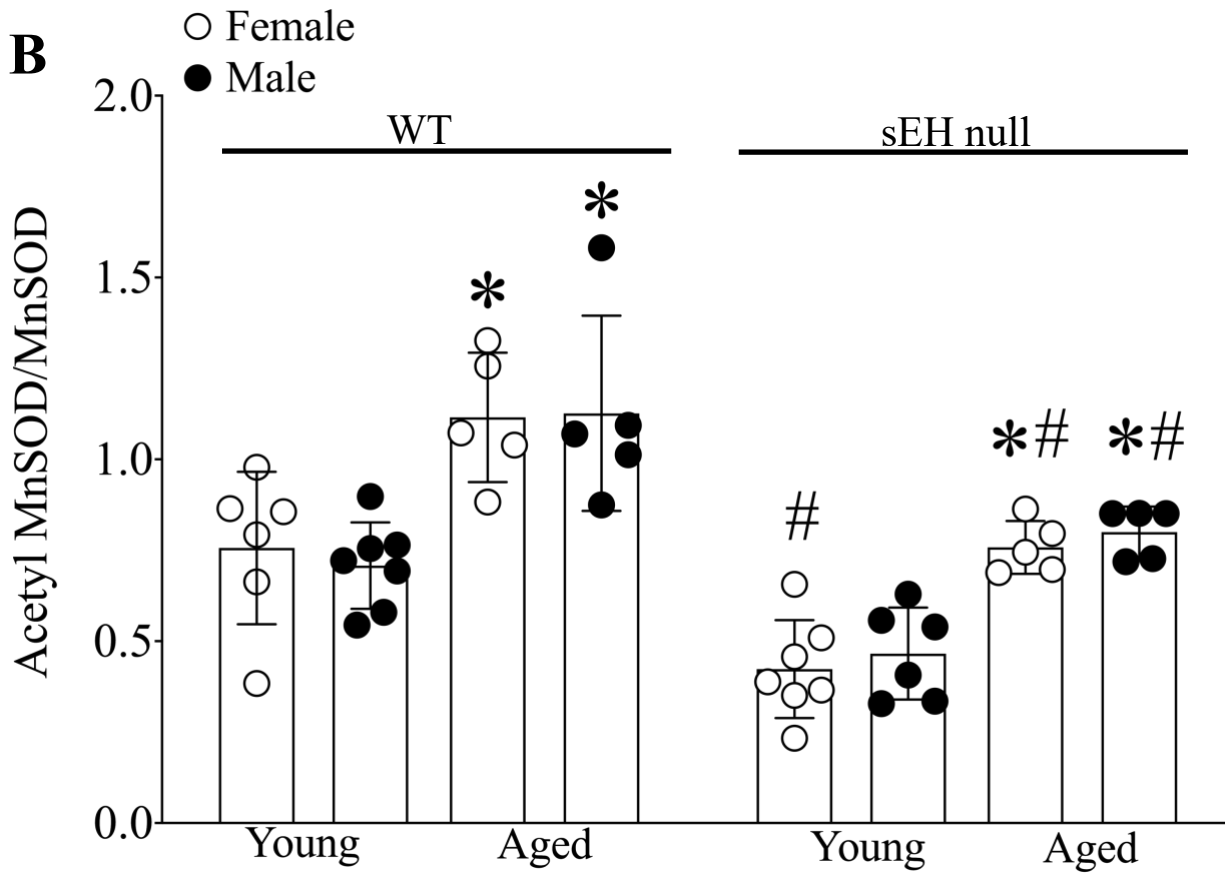 B
Female
Male
Acetyl MnSOD/MnSOD
2.0
1.5
1.0
0.5
0.0
WT
sEH null
*
*
#
*#
*#
Young
Aged
Young
Aged